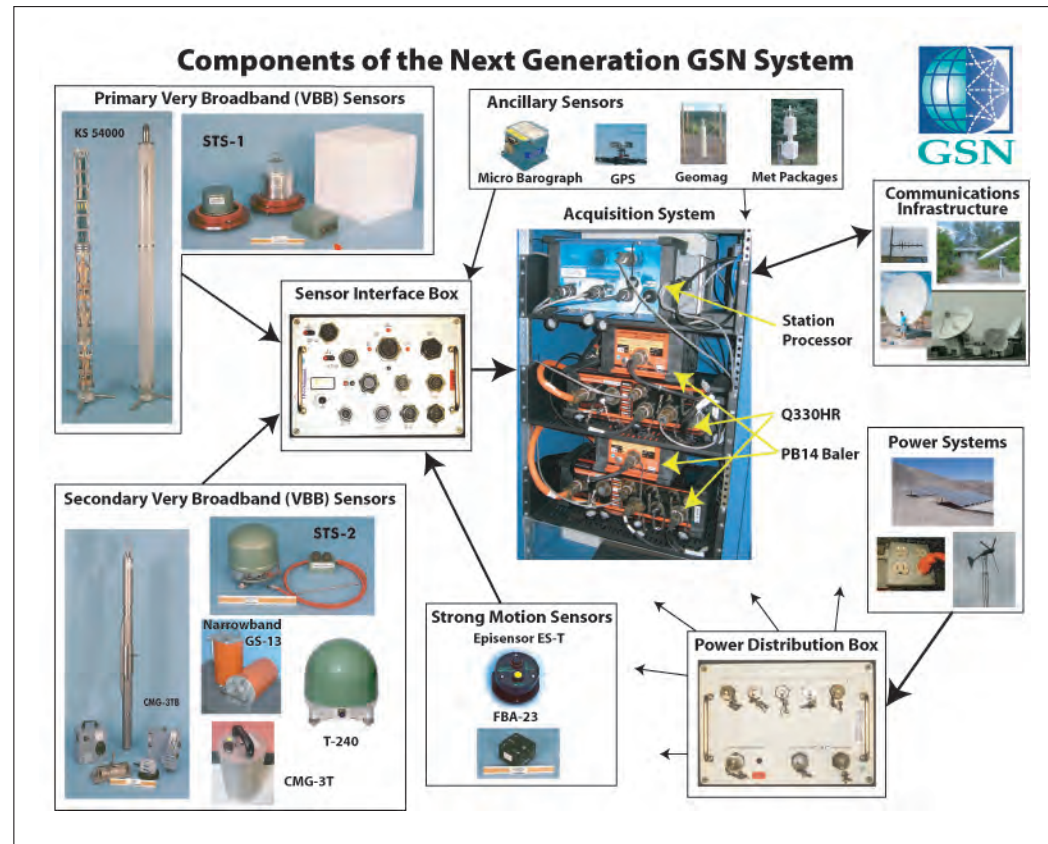 Components of the Next Generation GSN System
GSN
Primary Very Broadband (VBB) Sensors
KS 54000
STS-1
Ancillary Sensors
Micro Barograph
GPS
Geomag
Met Packages
Communications
Infrastructure
Acquisition System
Sensor Interface Box
Station
Processor
Q330HR
PB14 Baler
Power Systems
Secondary Very Broadband (VBB) Sensors
STS-2
Narrowband
GS-13
CMG-3TB
T-240
CMG-3T
Strong Motion Sensors
Episensor ES-T
FBA-23
Power Distribution Box